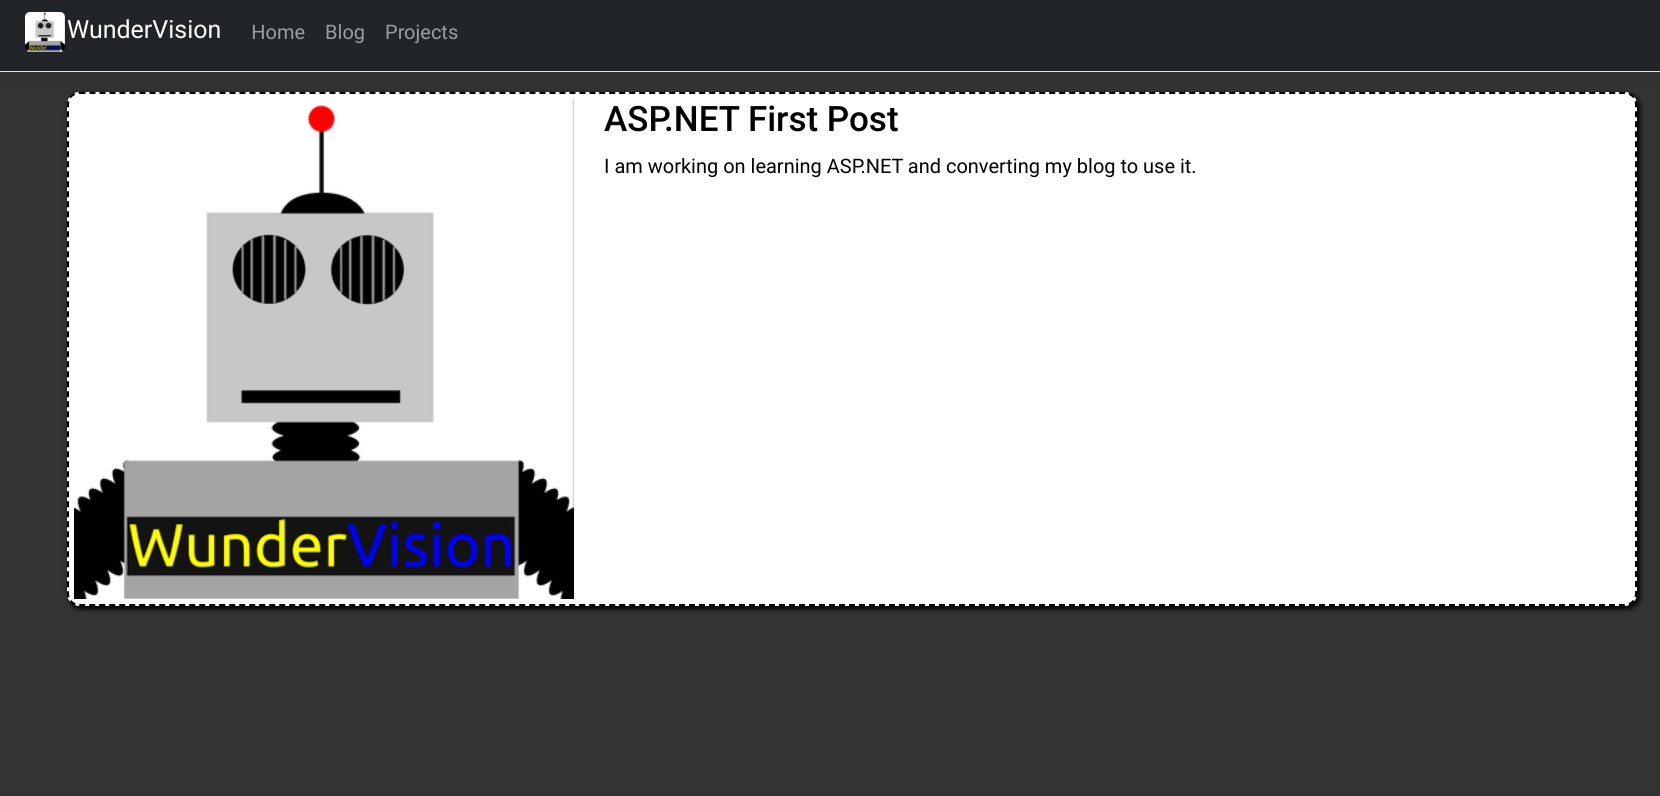 WunderVision Home Blog Projects
ASP.NET First Post
I am working on learning ASP.NET and converting my blog to use it.
WunderVision